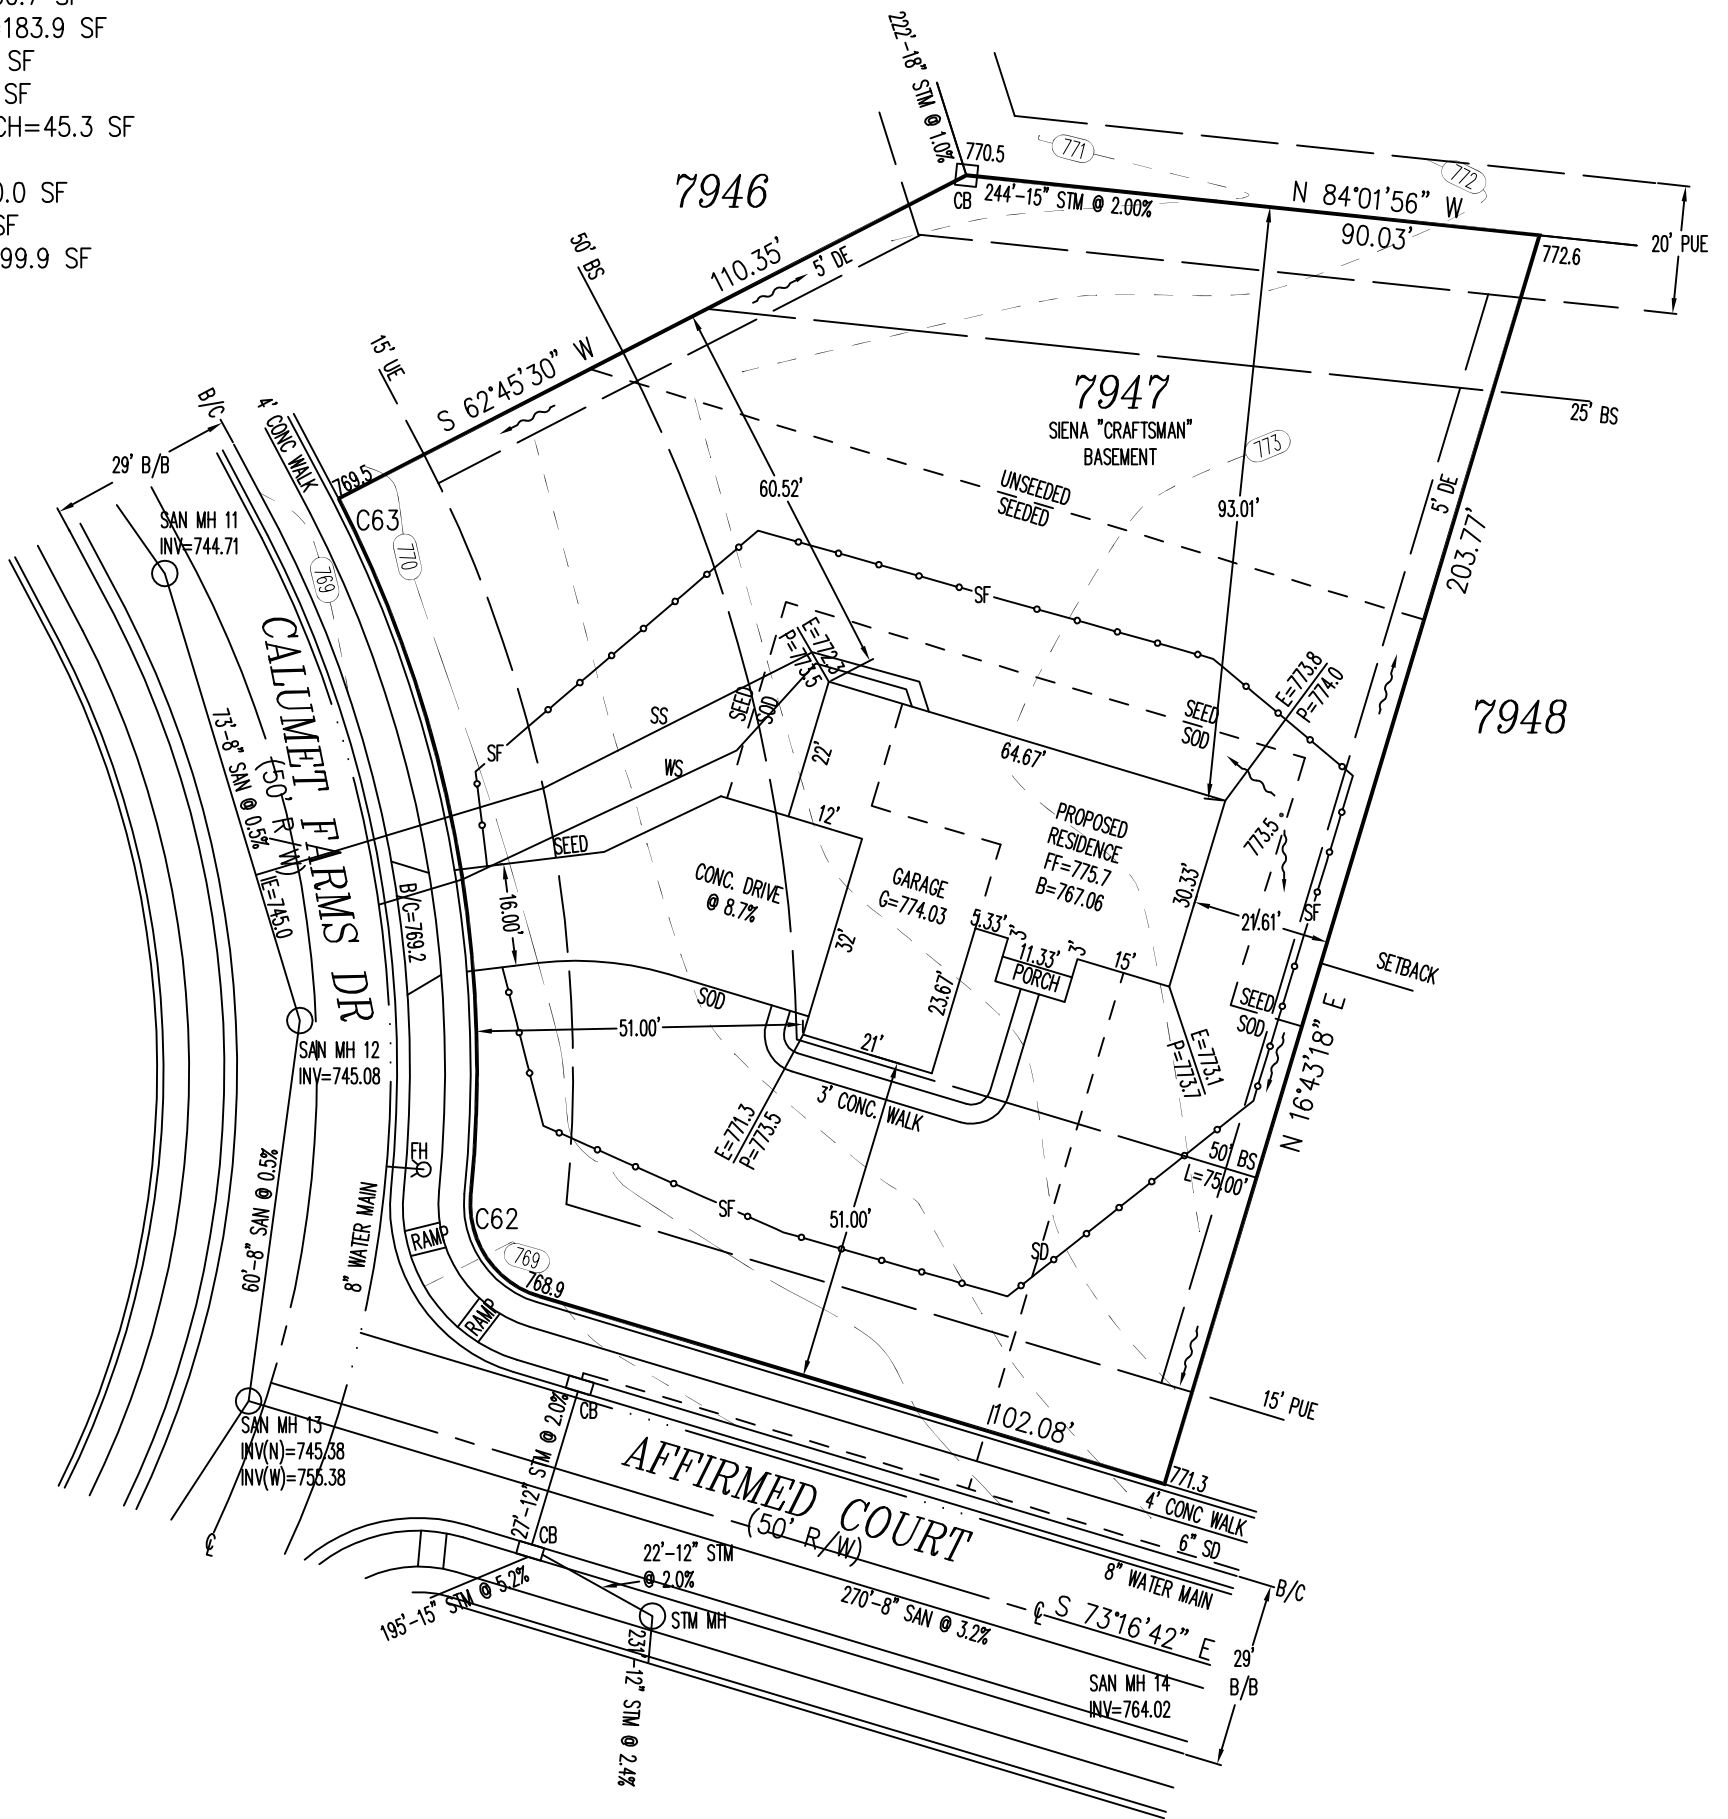 =183.9 SF
SF
SF
CH=45.3 SF
0.0 SF
SF
99.9 SF
222'-18" STM @ 1.0%
770.5
771
772
7946
CB
244'-15" STM @ 2.00%
N 84°01'56" W
90.03'
20' PUE
772.6
50' BS
110.35'
5' DE
15' UE
S 62°45'30" W
7947
SIENA "CRAFTSMAN"
BASEMENT
25' BS
773
B/C
4' CONC WALK
29' B/B
769.5
C63
60.52'
UNSEEDED
SEEDED
93.01'
5' DE
203.77'
SAN MH 11
INV=744.71
770
769
SF
CALUMET FARMS DR
(50' R/W)
73'-8" SAN @ 0.5%
IE=745.0
E=772.3
P=773.5
E=773.8
P=774.0
7948
SS
SEED
SOD
SEED
SOD
SF
WS
22'
64.67'
12'
SEED
PROPOSED
RESIDENCE
FF=775.7
B=767.06
773.5
CONC. DRIVE
@ 8.7%
GARAGE
G=774.03
30.33'
B/C=769.2
16.00'
32'
5.33'
3'
11.33'
3'
15'
PORCH
21.61'
SF
SETBACK
SOD
23.67'
SEED
SOD
51.00'
21'
SAN MH 12
INV=745.08
E=773.1
P=773.7
N 16°43'18" E
3' CONC. WALK
E=771.3
P=773.5
FH
50' BS
L=75.00'
60'-8" SAN @ 0.5%
8" WATER MAIN
SF
51.00'
C62
RAMP
SD
769
768.9
RAMP
15' PUE
102.08'
CB
SAN MH 13
INV(N)=745.38
INV(W)=755.38
27'-12" STM @ 2.0%
AFFIRMED COURT
(50' R/W)
771.3
4' CONC WALK
6" SD
CB
22'-12" STM
@ 2.0%
8" WATER MAIN
B/C
195'-15" STM @ 5.2%
STM MH
270'-8" SAN @ 3.2%
S 73°16'42" E
29'
B/B
231'-12" STM @ 2.4%
SAN MH 14
INV=764.02